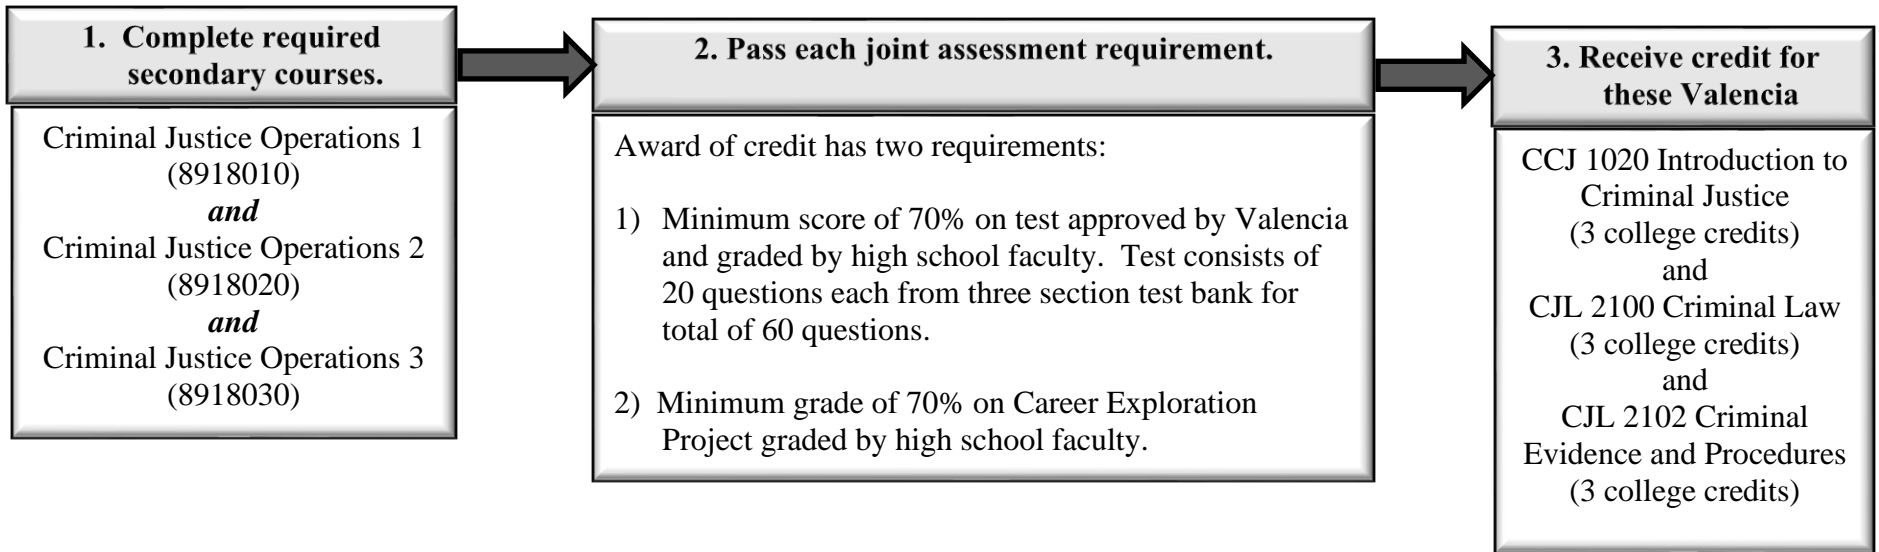 1. Complete required
secondary courses.
Criminal Justice Operations 1
(8918010)
and
Criminal Justice Operations 2
(8918020)
and
Criminal Justice Operations 3
(8918030)
2. Pass each joint assessment requirement.
Award of credit has two requirements:
1) Minimum score of 70% on test approved by Valencia
and graded by high school faculty. Test consists of
20 questions each from three section test bank for
total of 60 questions.
2) Minimum grade of 70% on Career Exploration
Project graded by high school faculty.
3. Receive credit for
these Valencia
CCJ 1020 Introduction to
Criminal Justice
(3 college credits)
and
CJL 2100 Criminal Law
(3 college credits)
and
CJL 2102 Criminal
Evidence and Procedures
(3 college credits)